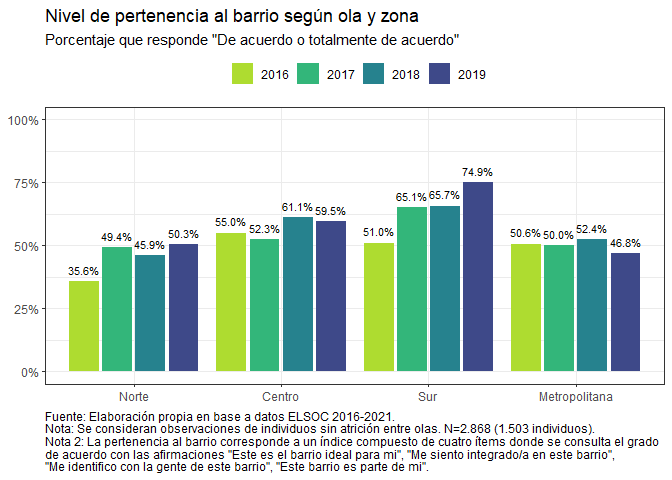 Nivel de pertenencia al barrio según ola y zona
Porcentaje que responde "De acuerdo o totalmente de acuerdo"
2016 2017 2018 2019
100%
75%
50%
25%
0%
35.6% 49.4% 45.9% 50.3%
55.0% 52.3% 61.1% 59.5%
51.0% 65.1% 65.7% 74.9%
50.6% 50.0% 52.4% 46.8%
Norte Centro Sur Metropolitana
Fuente: Elaboración propia en base a datos ELSOC 2016-2021.
Nota: Se consideran observaciones de individuos sin atrición entre olas. N=2.868 (1.503 individuos).
Nota 2: La pertenencia al barrio corresponde a un índice compuesto de cuatro ítems donde se consulta el grado
de acuerdo con las afirmaciones "Este es el barrio ideal para mi", "Me siento integrado/a en este barrio",
"Me identifico con la gente de este barrio", "Este barrio es parte de mi".